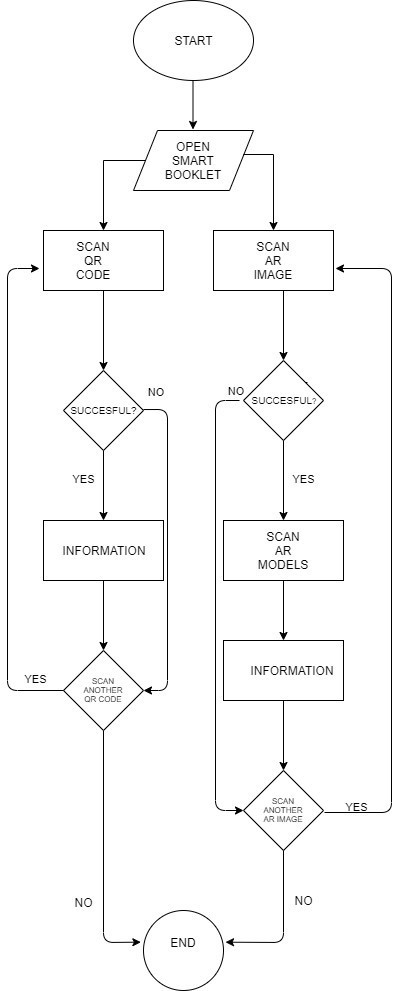 START
OPEN
SMART
BOOKLET
SCAN
QR
CODE
SCAN
AR
IMAGE
NO
NO
SUCCESFUL?
SUCCESFUL?
YES
YES
INFORMATION
SCAN
AR
MODELS
YES
SCAN
ANOTHER
QR CODE
INFORMATION
SCAN
ANOTHER
AR IMAGE
YES
NO
NO
END